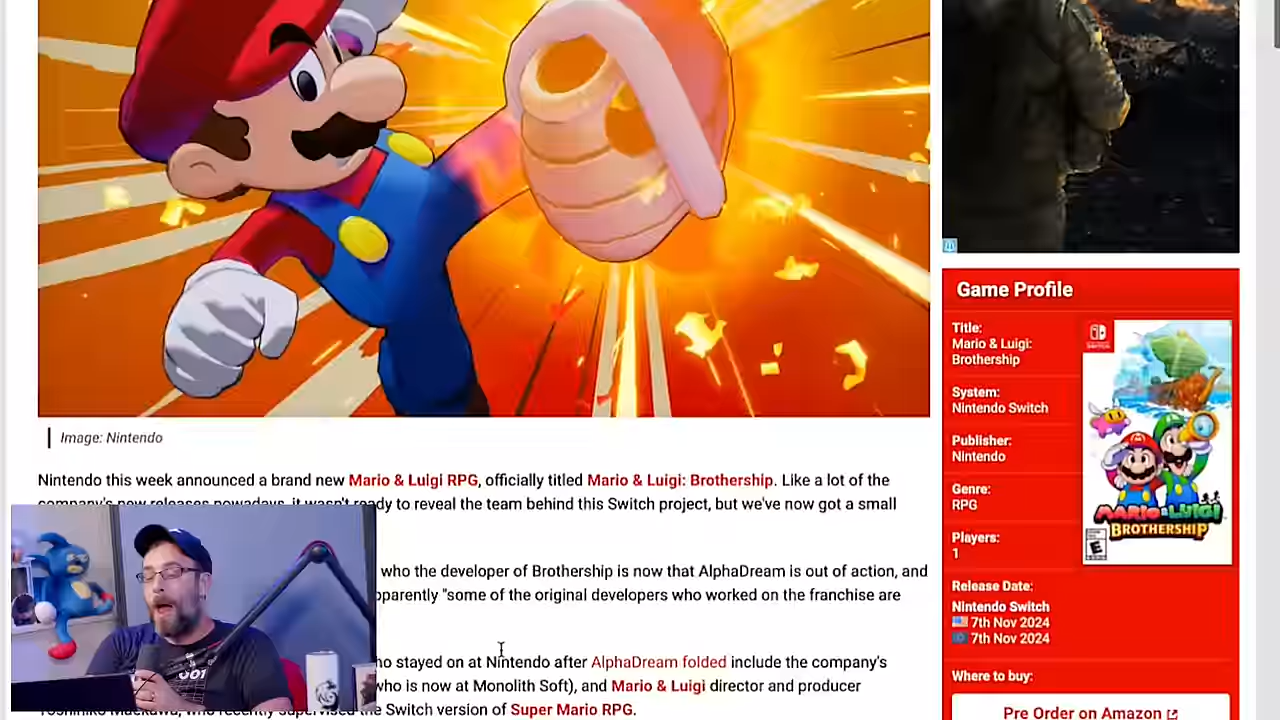 Image: Nintendo
Nintendo this week announced a brand new Mario & Luigi RPG, officially titled Mario & Luigi: Brothership. Like a lot of the
company's new releases nowadays, it wasn't ready to reveal the team behind this Switch project, but we've now got a small
who the developer of Brothership is now that AlphaDream is out of action, and
pparently "some of the original developers who worked on the franchise are
ho stayed on at Nintendo after AlphaDream folded include the company's
who is now at Monolith Soft), and Mario & Luigi director and producer
Yoshihiko Maekawa, who recently supervised the Switch version of Super Mario RPG.
Game Profile
Title:
Mario & Luigi:
Brothership
System:
Nintendo Switch
Publisher:
Nintendo
Genre:
RPG
Players:
1
Release Date:
Nintendo Switch
7th Nov 2024
7th Nov 2024
Where to buy:
Pre Order on Amazon
MARIO & LUIGI
BROTHERSHIP
E